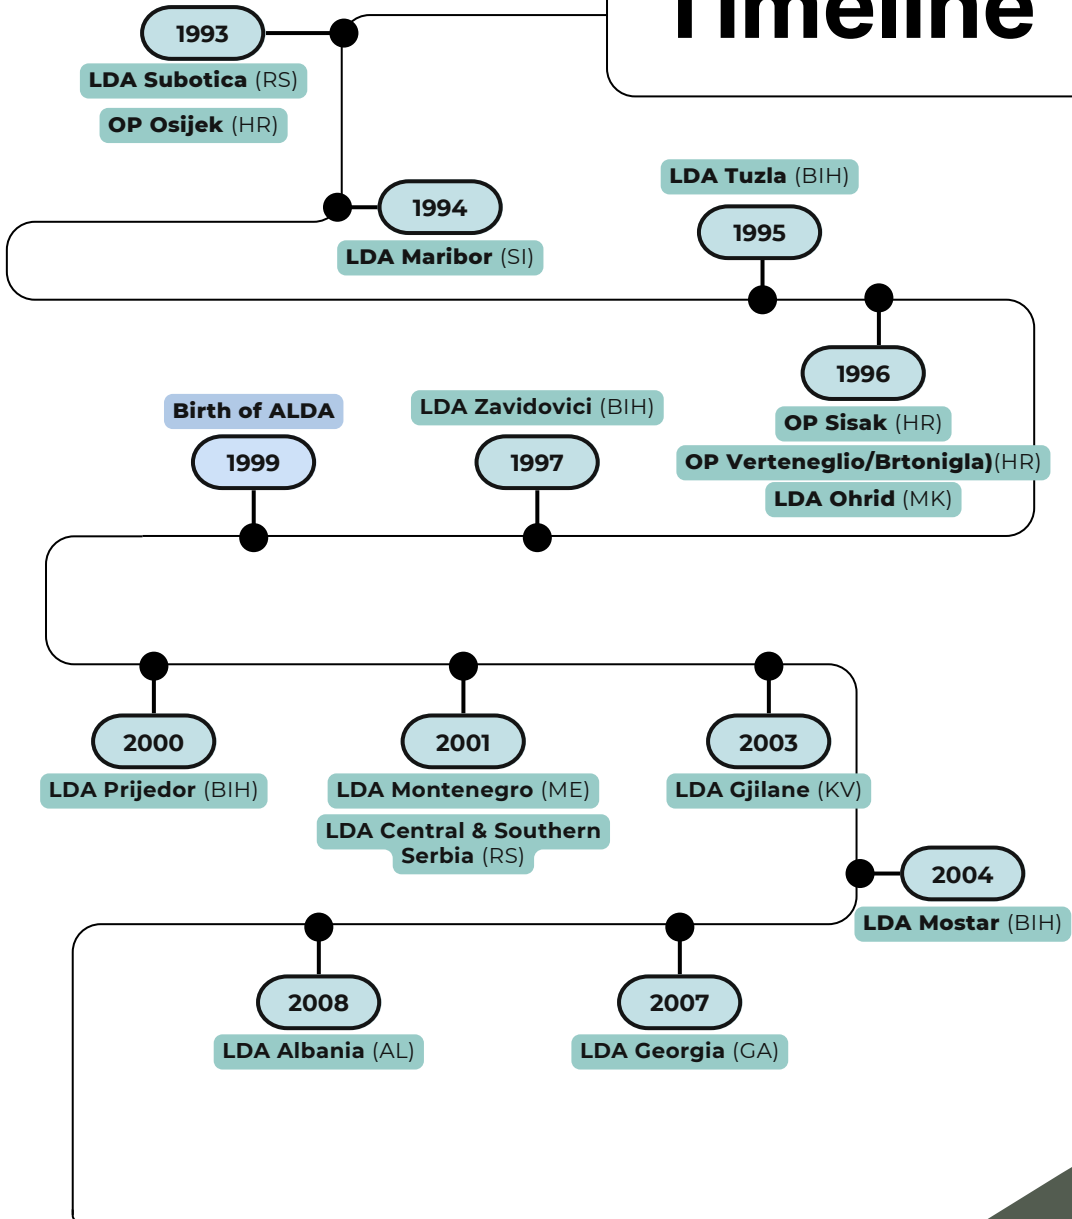 Timeline
1993
LDA Subotica (RS)
OP Osijek (HR)
1994
LDA Maribor (SI)
LDA Tuzla (BIH)
1995
1996
OP Sisak (HR)
OP Verteneglio/Brtonigla)(HR)
LDA Ohrid (MK)
LDA Zavidovici (BIH)
1997
Birth of ALDA
1999
2000
LDA Prijedor (BIH)
2001
LDA Montenegro (ME)
LDA Central & Southern
Serbia (RS)
2003
LDA Gjilane (KV)
2004
LDA Mostar (BIH)
2007
LDA Georgia (GA)
2008
LDA Albania (AL)